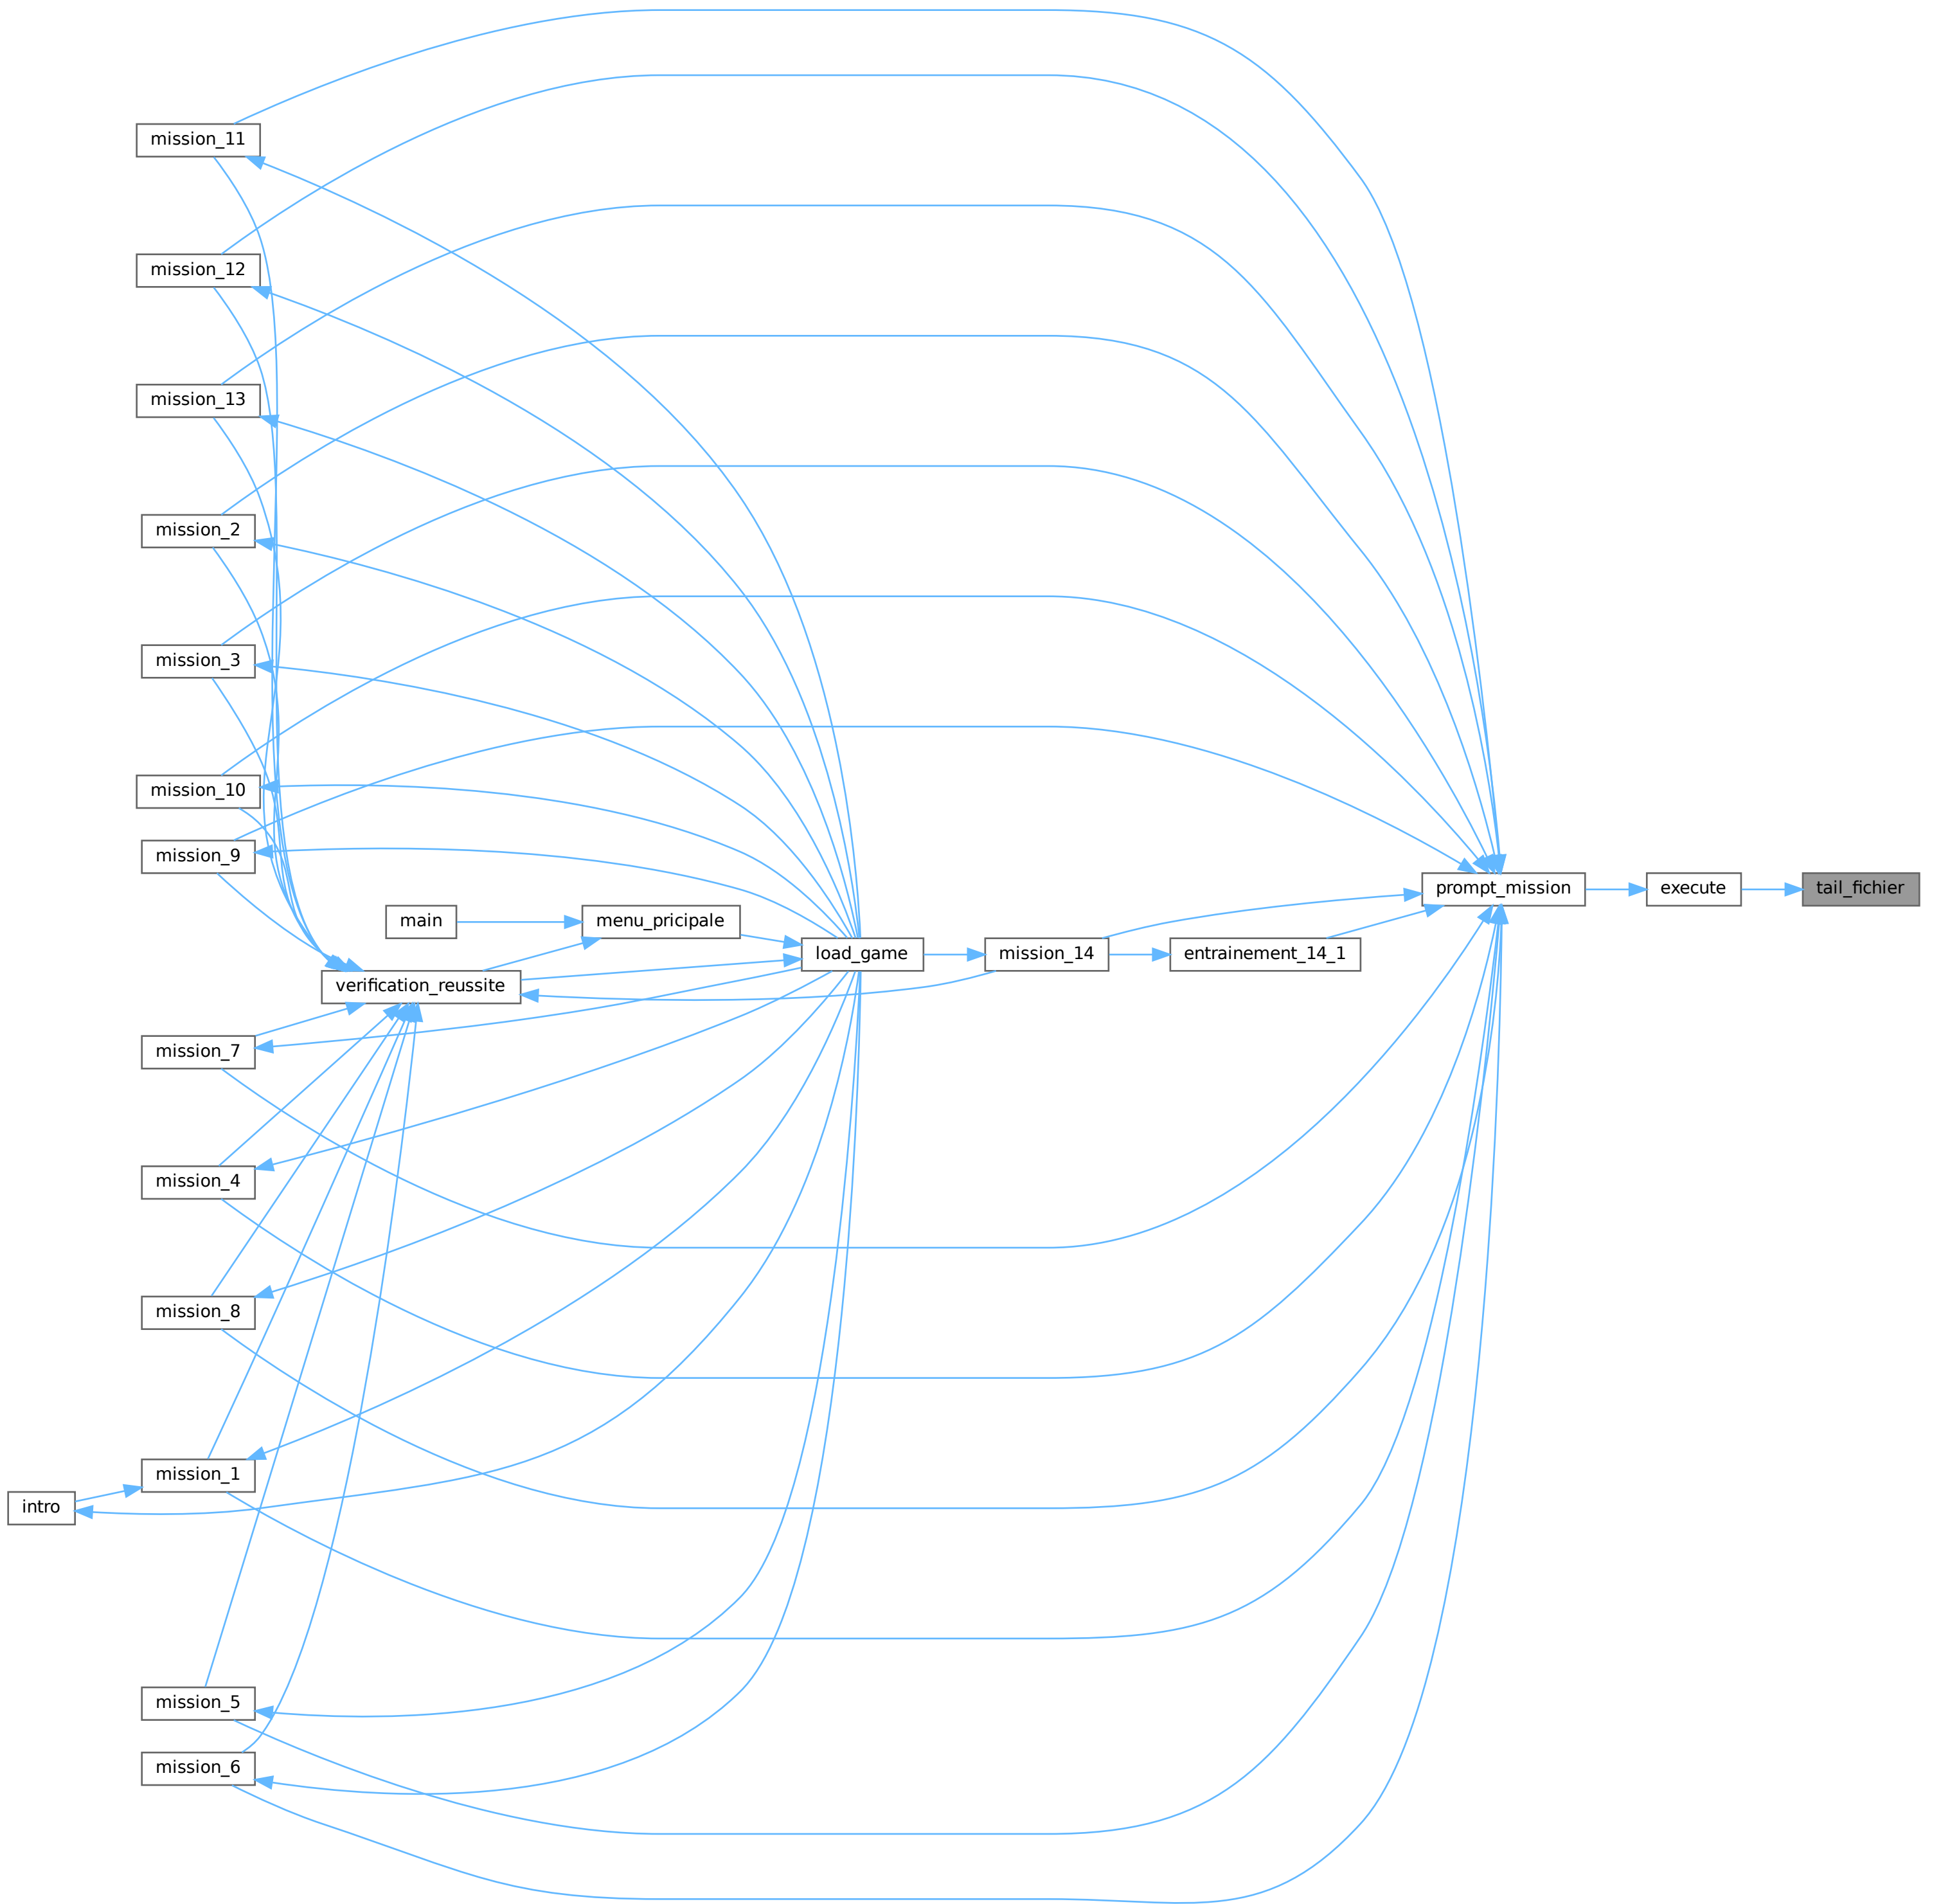 mission_11
mission_12
mission_13
mission_2
mission_3
mission_10
mission_9
prompt_mission
execute
tail_fichier
main
menu_pricipale
load_game
mission_14
entrainement_14_1
verification_reussite
mission_7
mission_4
mission_8
mission_1
intro
mission_5
mission_6